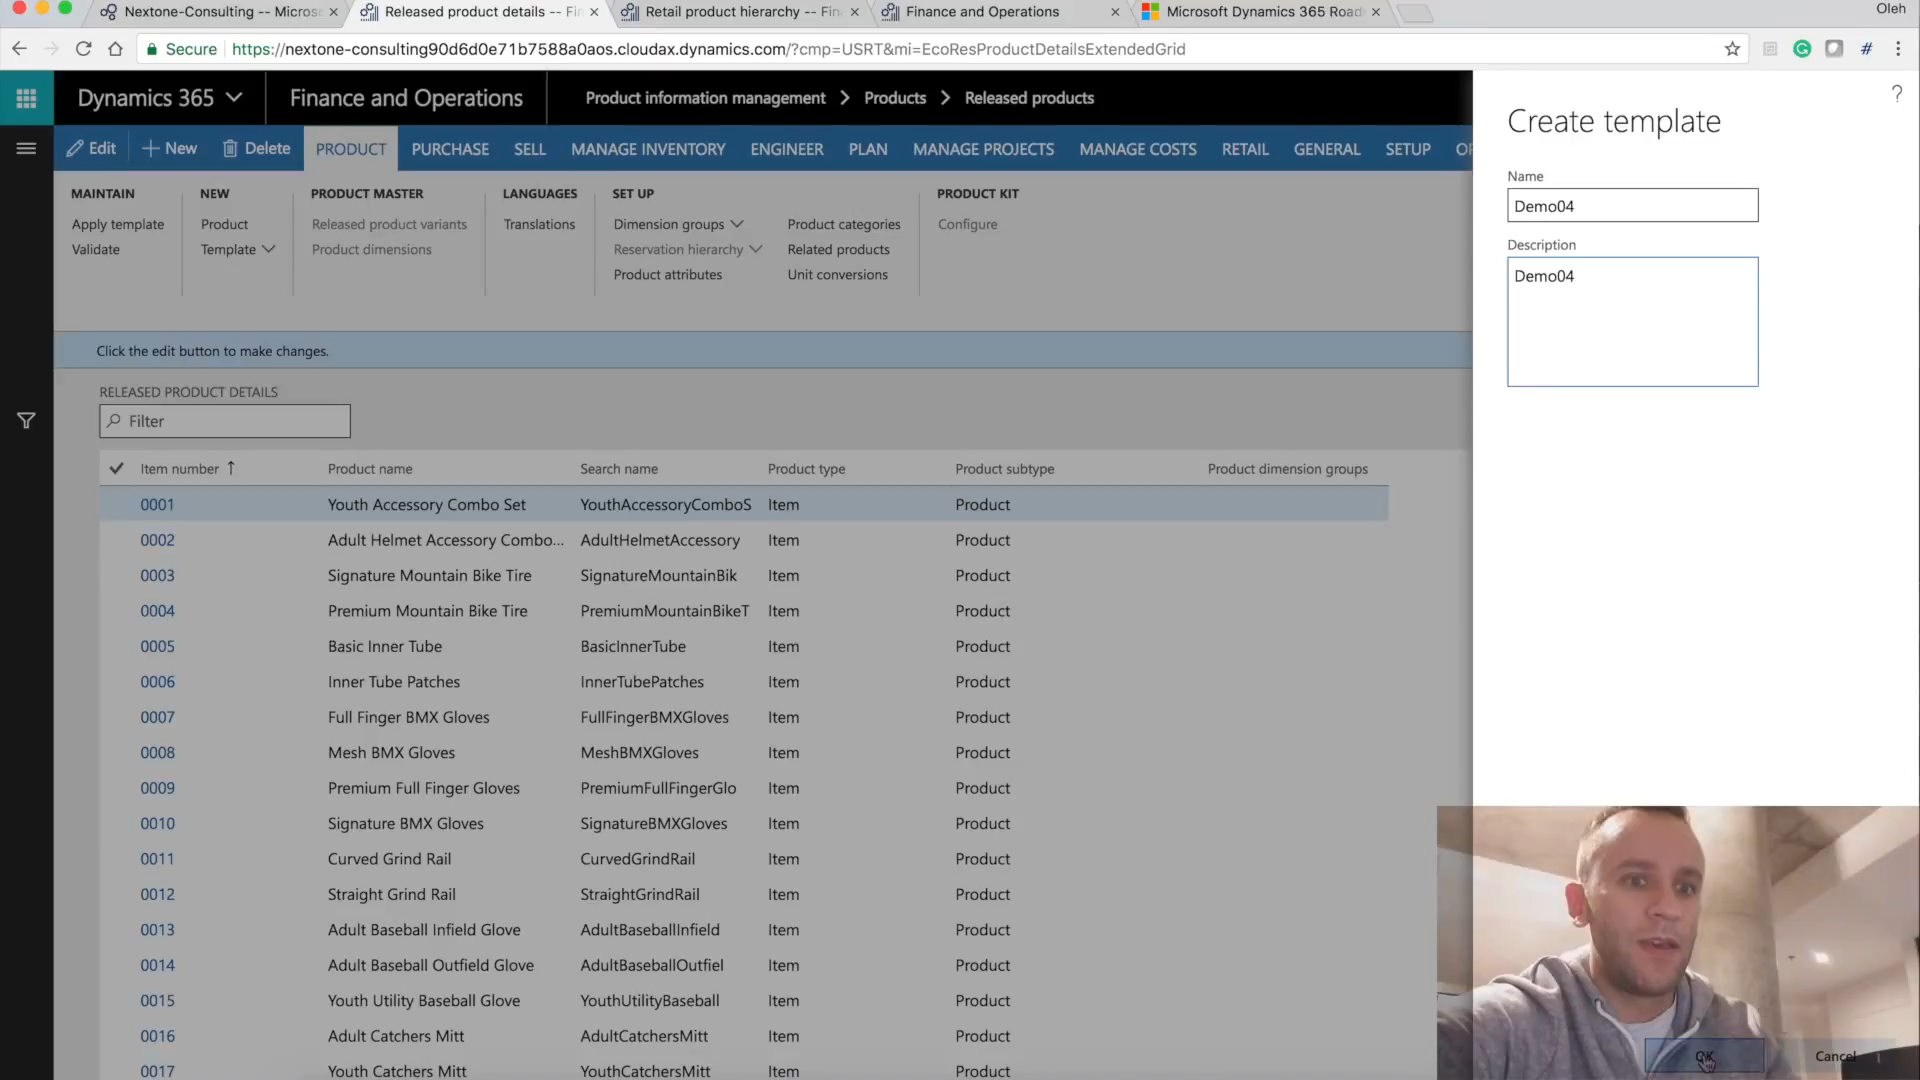 Nextone-Consulting -- Micros
Released product details -- Fin
Retail product hierarchy -- Fin
Finance and Operations
Microsoft Dynamics 365 Road
Oleh
Secure
https://nextone-consulting90d6d0e71b7588a0aos.cloudax.dynamics.com/?cmp=USRT&mi=EcoResProductDetailsExtendedGrid
Dynamics 365
Finance and Operations
Product information management > Products > Released products
?
Edit
New
Delete
PRODUCT
PURCHASE
SELL
MANAGE INVENTORY
ENGINEER
PLAN
MANAGE PROJECTS
MANAGE COSTS
RETAIL
GENERAL
SETUP
MAINTAIN
Apply template
Validate
NEW
Product
Template
PRODUCT MASTER
Released product variants
Product dimensions
LANGUAGES
Translations
SET UP
Dimension groups
Reservation hierarchy
Product attributes
Product categories
Related products
Unit conversions
PRODUCT KIT
Configure
Click the edit button to make changes.
RELEASED PRODUCT DETAILS
Filter
Item number Product name Search name Product type Product subtype Product dimension groups
0001 Youth Accessory Combo Set YouthAccessoryComboS Item Product
0002 Adult Helmet Accessory Combo... AdultHelmetAccessory Item Product
0003 Signature Mountain Bike Tire SignatureMountainBik Item Product
0004 Premium Mountain Bike Tire PremiumMountainBikeT Item Product
0005 Basic Inner Tube BasicInnerTube Item Product
0006 Inner Tube Patches InnerTubePatches Item Product
0007 Full Finger BMX Gloves FullFingerBMXGloves Item Product
0008 Mesh BMX Gloves MeshBMXGloves Item Product
0009 Premium Full Finger Gloves PremiumFullFingerGlo Item Product
0010 Signature BMX Gloves SignatureBMXGloves Item Product
0011 Curved Grind Rail CurvedGrindRail Item Product
0012 Straight Grind Rail StraightGrindRail Item Product
0013 Adult Baseball Infield Glove AdultBaseballInfield Item Product
0014 Adult Baseball Outfield Glove AdultBaseballOutfiel Item Product
0015 Youth Utility Baseball Glove YouthUtilityBaseball Item Product
0016 Adult Catchers Mitt AdultCatchersMitt Item Product
0017 Youth Catchers Mitt YouthCatchersMitt Item Product
Create template
Name
Demo04
Description
Demo04
OK
Cancel